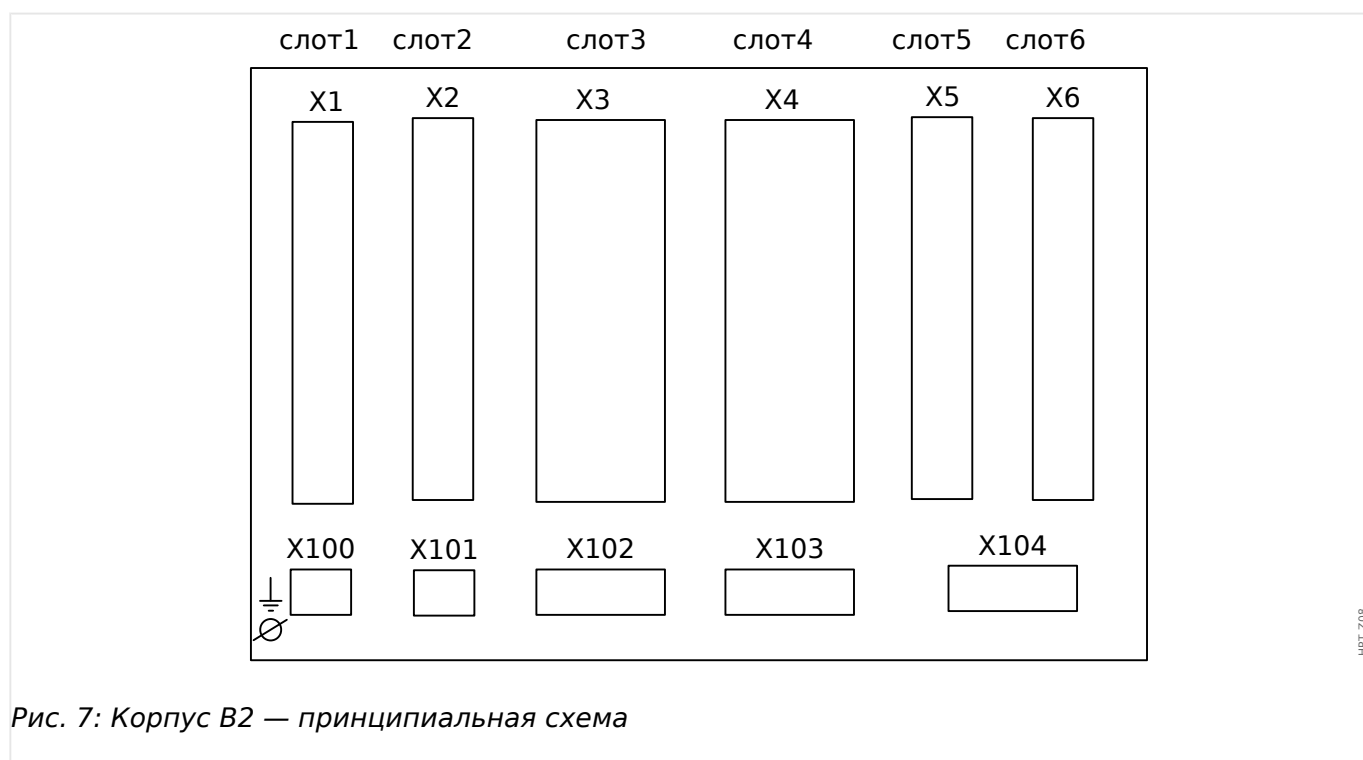 слот1 слот2 слот3 слот4 слот5 слот6
X1 X2 X3 X4 X5 X6
X100 X101 X102 X103 X104
Рис. 7: Корпус B2 — принципиальная схема